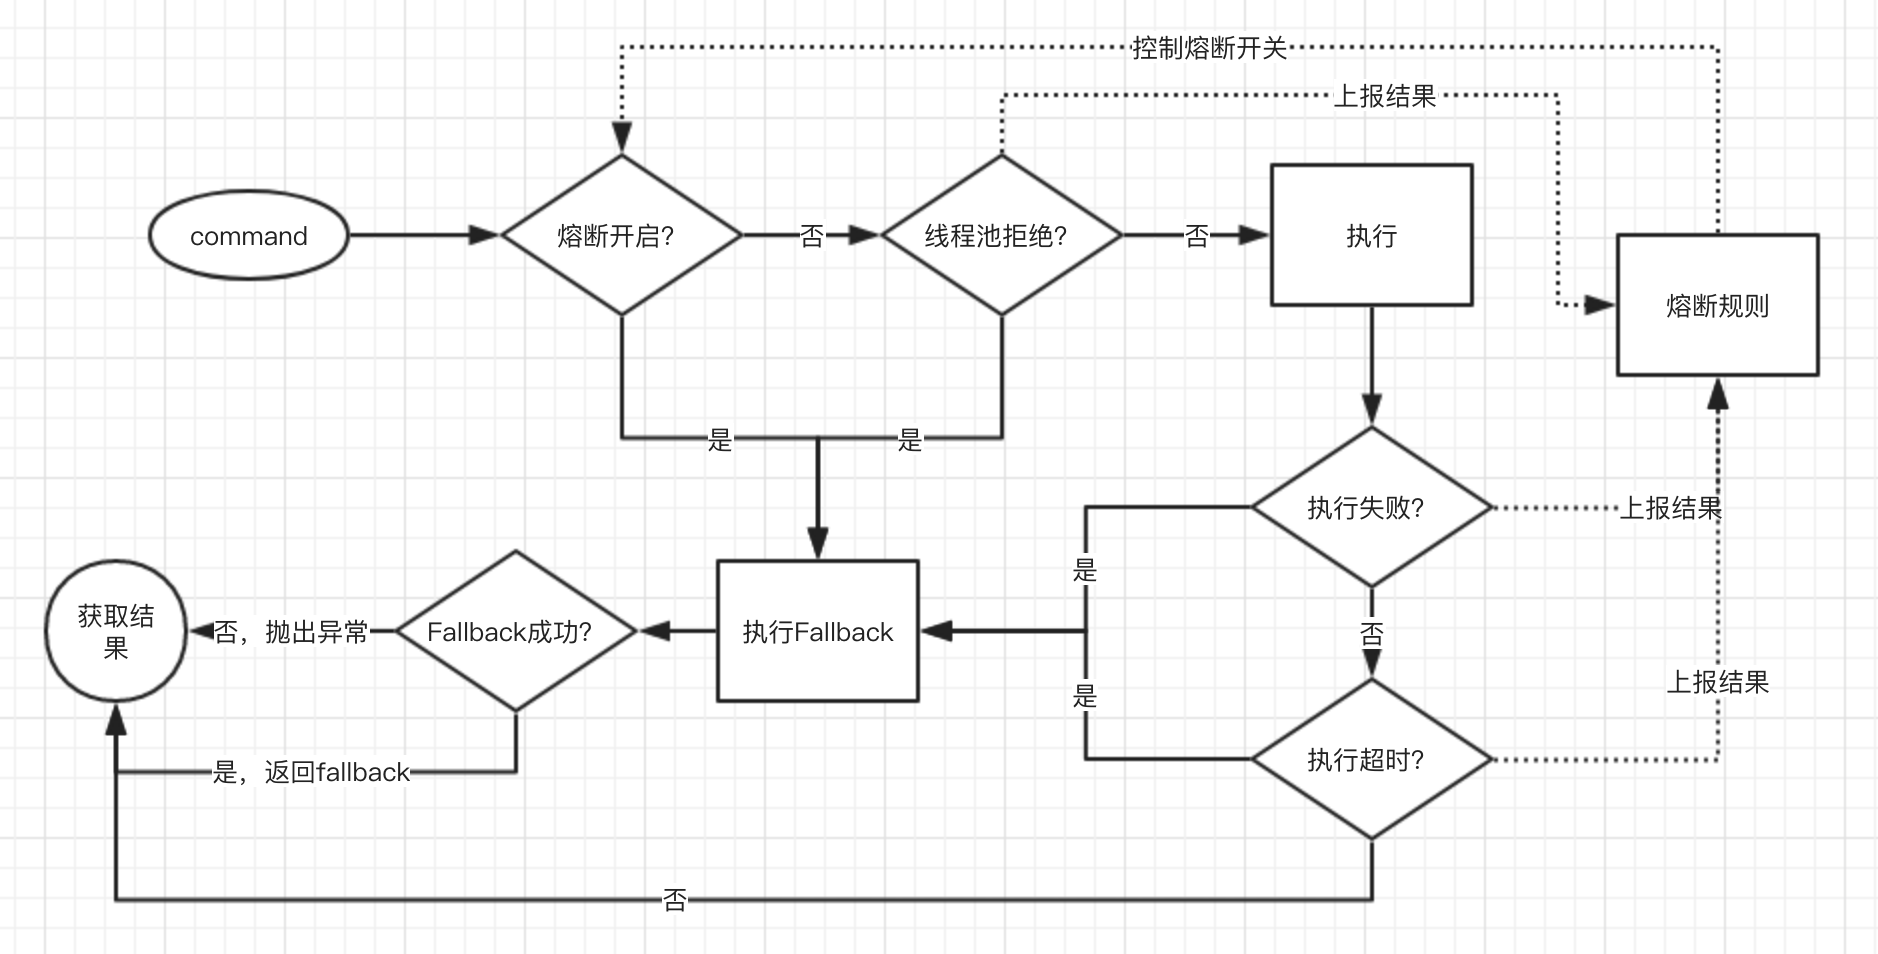 控制熔断开关
上报结果
command
熔断开启?
否
线程池拒绝?
否
执行
熔断规则
是
是
执行失败?
上报结果
是
获取结
果
否，抛出异常
Fallback成功?
执行Fallback
否
是
上报结果
是，返回fallback
执行超时?
否